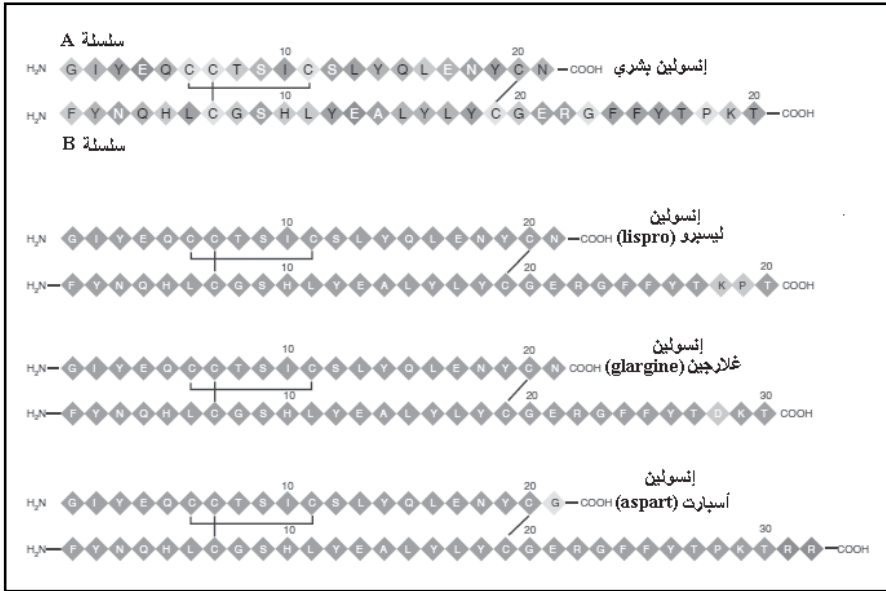 سلسلة A
10 20
H₂N G I Y E Q C C T S I C S L Y Q L E N Y C N COOH إنسولين بشري
10 20 20
H₂N F Y N Q H L C G S H L Y E A L Y L Y C G E R G F F Y T P K T COOH
سلسلة B
10 20 إنسولين
H₂N G I Y E Q C C T S I C S L Y Q L E N Y C N COOH ليسبرو (lispro)
10 20 20
H₂N F Y N Q H L C G S H L Y E A L Y L Y C G E R G F F Y T K P T COOH
10 20 إنسولين
H₂N G I Y E Q C C T S I C S L Y Q L E N Y C N COOH غلارجين (glargine)
10 20 30
H₂N F Y N Q H L C G S H L Y E A L Y L Y C G E R G F F Y T D K T COOH
10 20 إنسولين
H₂N G I Y E Q C C T S I C S L Y Q L E N Y C G COOH أسبارت (aspart)
10 20 30
H₂N F Y N Q H L C G S H L Y E A L Y L Y C G E R G F F Y T P K T R R COOH